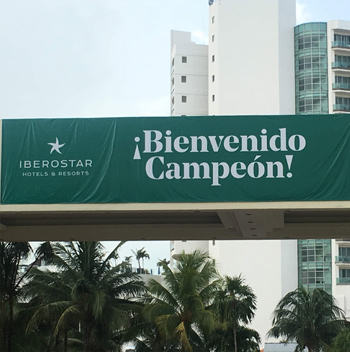 IBEROSTAR
HOTELS & RESORTS
¡Bienvenido
Campeón!